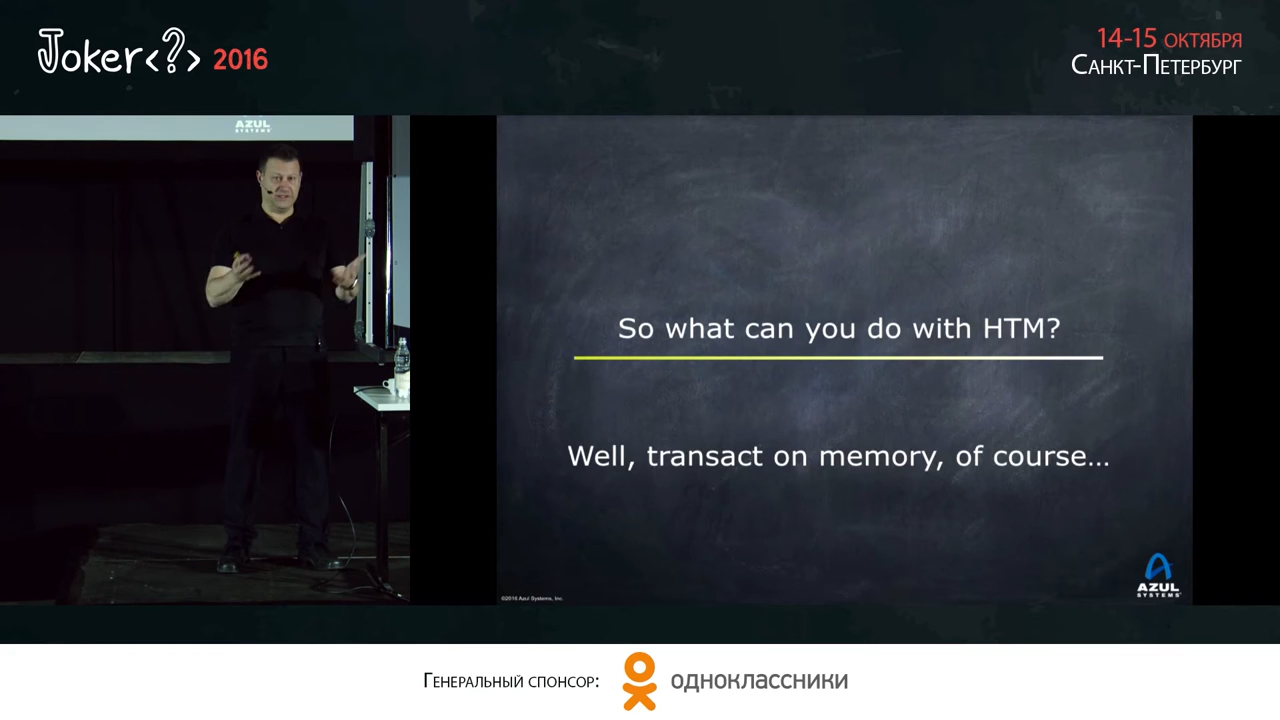 Joker<?> 2016
14-15 октября
Санкт-Петербург
AZUL
SYSTEMS
So what can you do with HTM?
Well, transact on memory, of course…
AZUL
SYSTEMS
©2016 Azul Systems, Inc.
Генеральный спонсор:
одноклассники